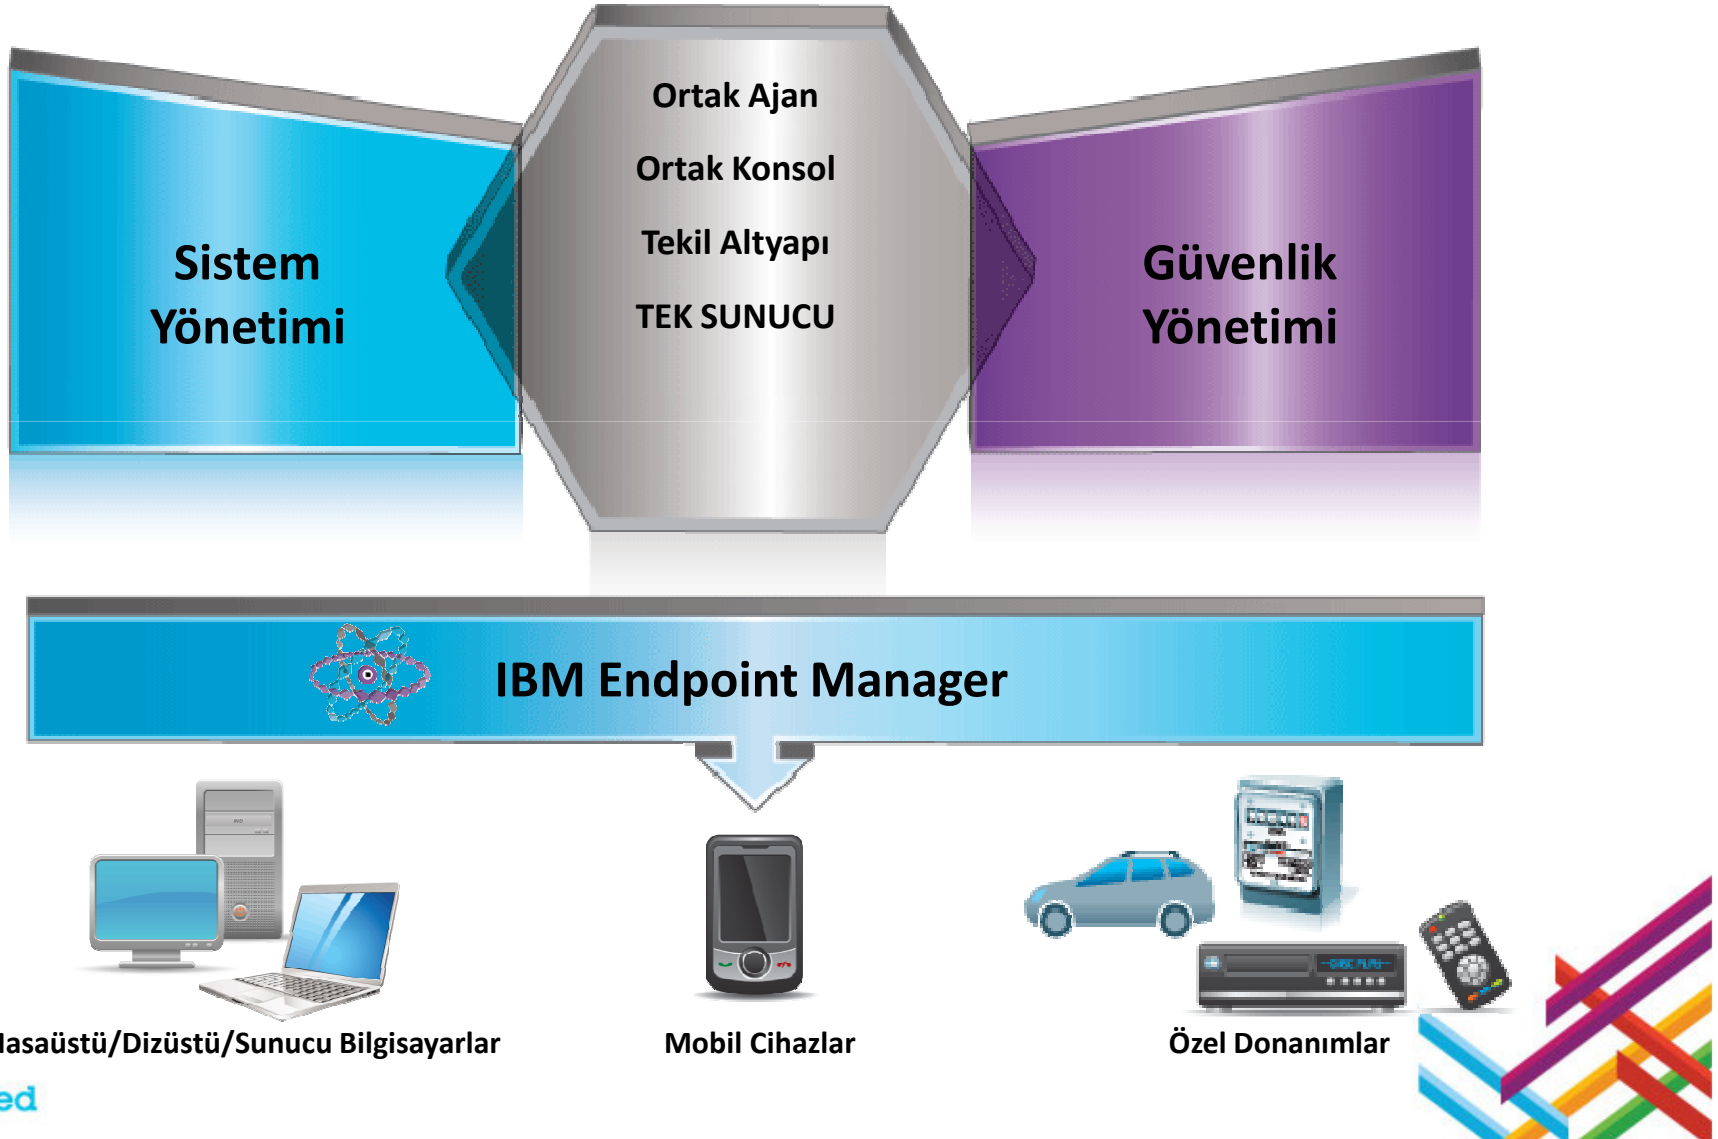 Ortak Ajan
Ortak Konsol
Tekil Altyapı
TEK SUNUCU
Sistem
Yönetimi
Güvenlik
Yönetimi
IBM Endpoint Manager
asaüstü/Dizüstü/Sunucu Bilgisayarlar
Mobil Cihazlar
Özel Donanımlar
ed